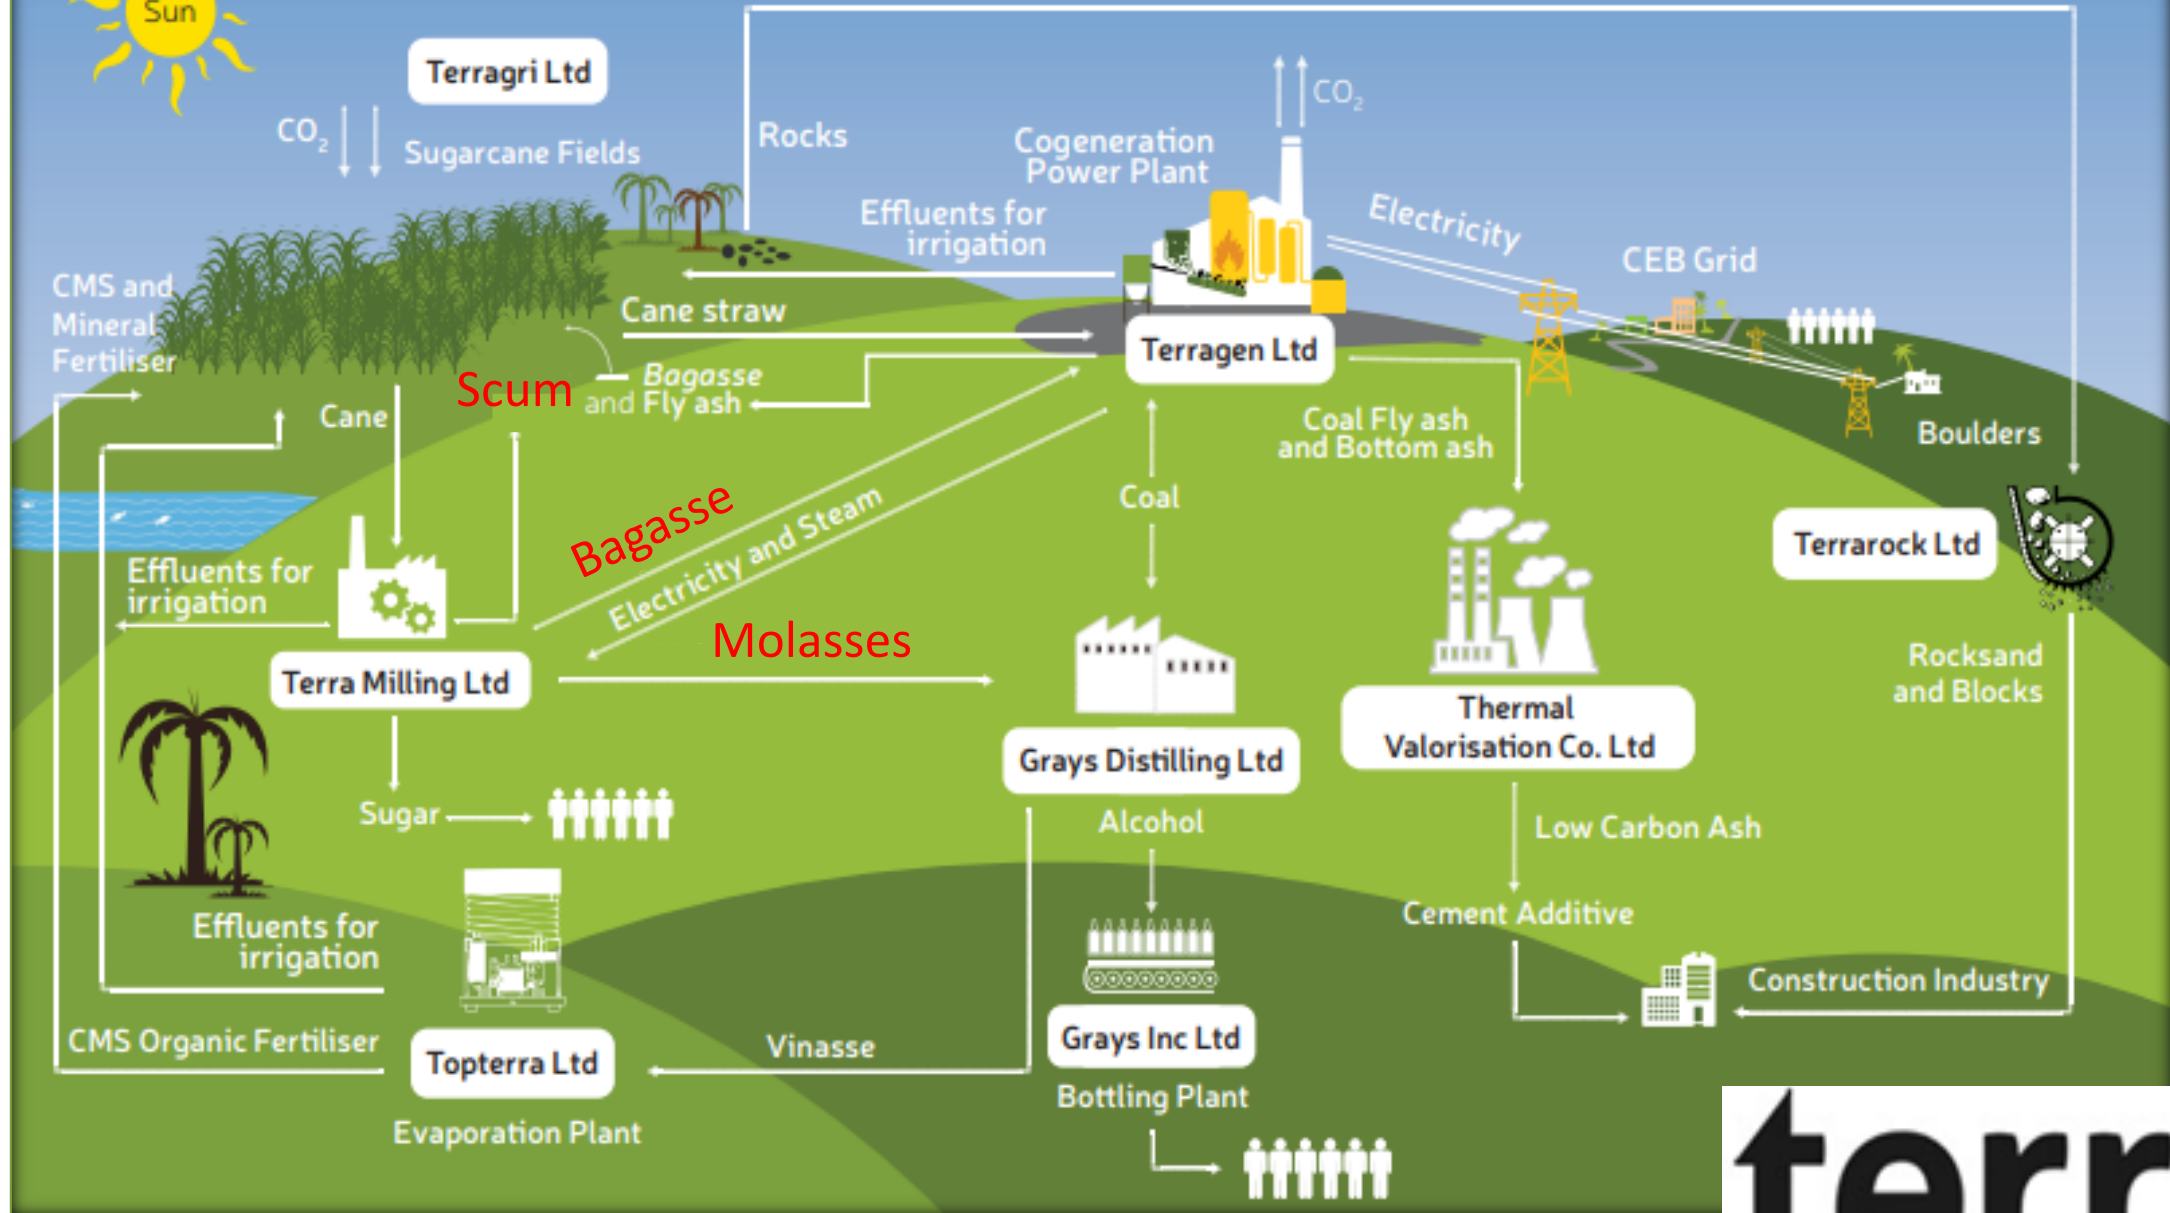 Sun
Terragri Ltd
CO₂
Sugarcane Fields
Rocks
Cogeneration
Power Plant
CO₂
Effluents for
irrigation
Electricity
CEB Grid
CMS and
Mineral
Fertiliser
Cane straw
Terragen Ltd
Scum
Bagasse
and Fly ash
Cane
Coal Fly ash
and Bottom ash
Boulders
Bagasse
Electricity and Steam
Coal
Terrarock Ltd
Effluents for
irrigation
Molasses
Terra Milling Ltd
Rocksand
and Blocks
Grays Distilling Ltd
Thermal
Valorisation Co. Ltd
Sugar
Alcohol
Low Carbon Ash
Cement Additive
Effluents for
irrigation
Construction Industry
CMS Organic Fertiliser
Topterra Ltd
Vinasse
Grays Inc Ltd
Evaporation Plant
Bottling Plant
terr